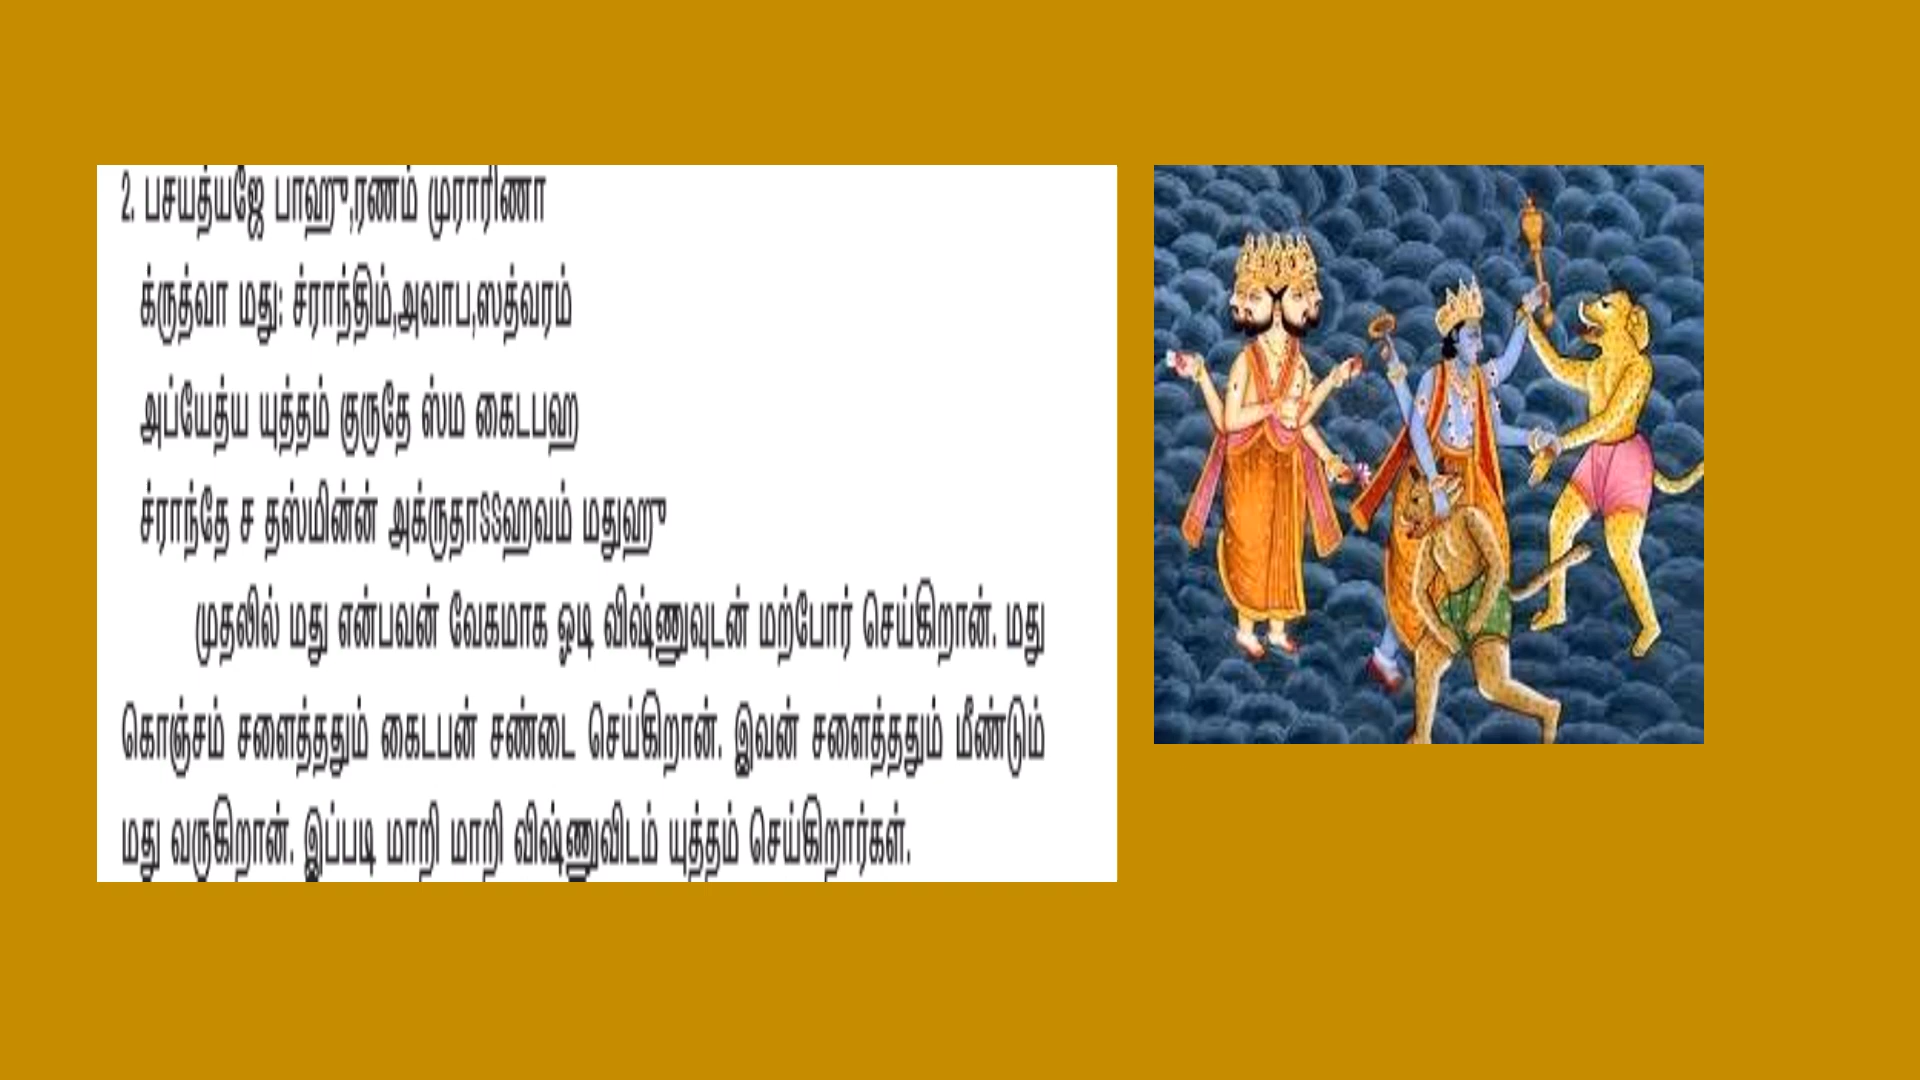 2. பசயத்யஜே பாஹு,ரணம் முராரிணா
க்ருத்வா மது: ச்ராந்திம்,அவாப,ஸத்வரம்
அப்யேத்ய யுத்தம் குருதே ஸ்ம கைடபஹ
ச்ராந்தே ச தஸ்மின்ன் அக்ருதாSSஹவம் மதுஹு
முதலில் மது என்பவன் வேகமாக ஓடி விஷ்ணுவுடன் மற்போர் செய்கிறான். மது
கொஞ்சம் சளைத்ததும் கைடபன் சண்டை செய்கிறான். இவன் சளைத்ததும் மீண்டும்
மது வருகிறான். இப்படி மாறி மாறி விஷ்ணுவிடம் யுத்தம் செய்கிறார்கள்.